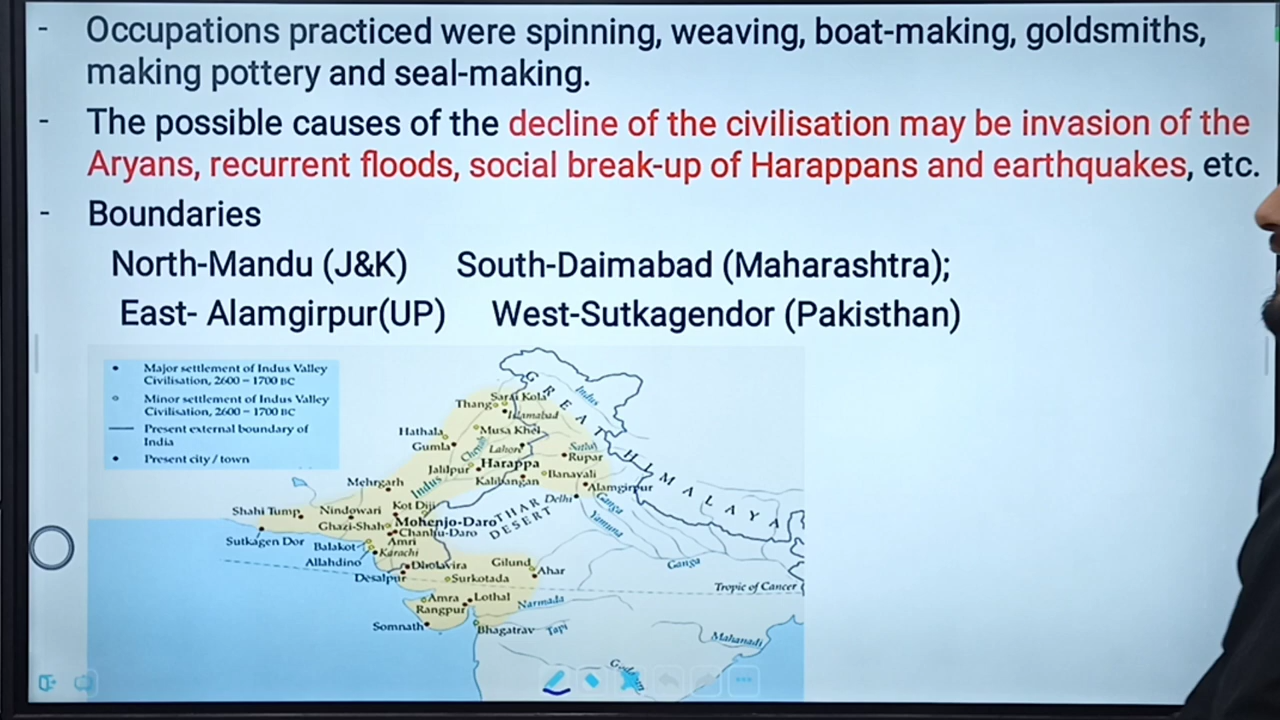 - Occupations practiced were spinning, weaving, boat-making, goldsmiths,
making pottery and seal-making.
- The possible causes of the decline of the civilisation may be invasion of the
Aryans, recurrent floods, social break-up of Harappans and earthquakes, etc.
- Boundaries
North-Mandu (J&K) South-Daimabad (Maharashtra);
East- Alamgirpur(UP) West-Sutkagendor (Pakisthan)
Major settlement of Indus Valley
Civilisation, 2600 – 1700 BC
Minor settlement of Indus Valley
Civilisation, 2600 – 1700 BC
Present external boundary of
India
Present city / town
GREAT HIMALAYA
Indus
Sarai Kola
Thang
Islamabad
Hathala
Musa Khel
Gumla
Chenab
Lahore
Satluj
Rupar
Jalilpur
Harappa
Banavali
Kalibangan
Mehrgarh
Indus
Delhi
Alamgirpur
Ganga
Yamuna
THAR
DESERT
Shahi Tump
Nindowari
Kot Diji
Ghazi-Shah
Mohenjo-Daro
Chanhu-Daro
Sutkagen Dor
Balakot
Amri
Karachi
Allahdino
Dholavira
Gilund
Ahar
Ganga
Desalpur
Surkotada
Tropic of Cancer
Amra
Lothal
Rangpur
Narmada
Somnath
Bhagatrav
Tapi
Mahanadi